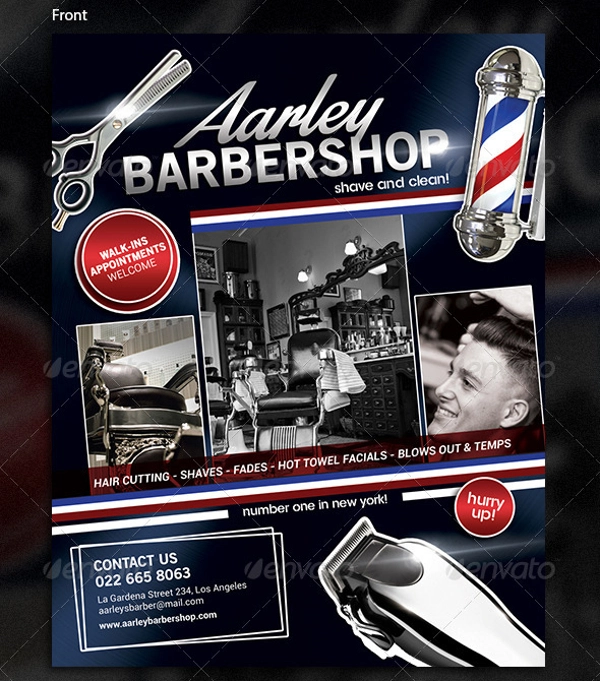 Front
Aarley
BARBERSHOP
shave and clean!
WALK-INS
APPOINTMENTS
WELCOME
HAIR CUTTING - SHAVES - FADES - HOT TOWEL FACIALS - BLOWS OUT & TEMPS
number one in new york!
hurry
up!
CONTACT US
022 665 8063
La Gardena Street 234, Los Angeles
aarleysbarber@mail.com
www.aarleybarbershop.com
envato